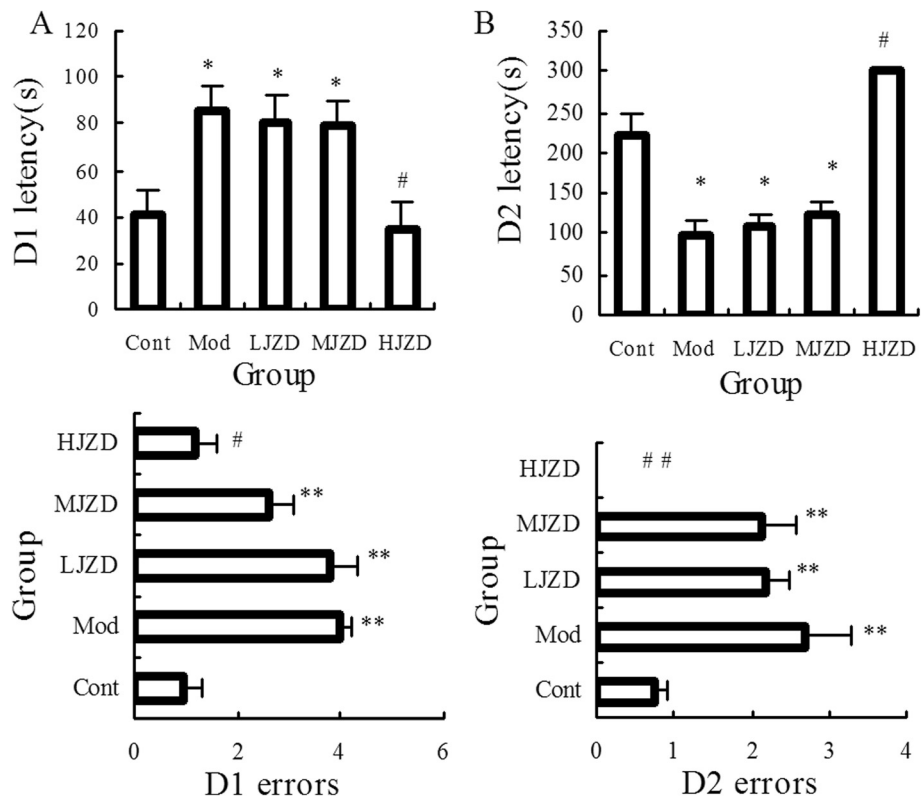 A
D1 letency(s)
120
100
80
60
40
20
0
* * * #
Cont Mod LJZD MJZD HJZD
Group
B
D2 letency(s)
350
300
250
200
150
100
50
0
* * * #
Cont Mod LJZD MJZD HJZD
Group
Group
HJZD #
MJZD **
LJZD **
Mod **
Cont
0 2 4 6
D1 errors
Group
HJZD # #
MJZD **
LJZD **
Mod **
Cont
0 1 2 3 4
D2 errors